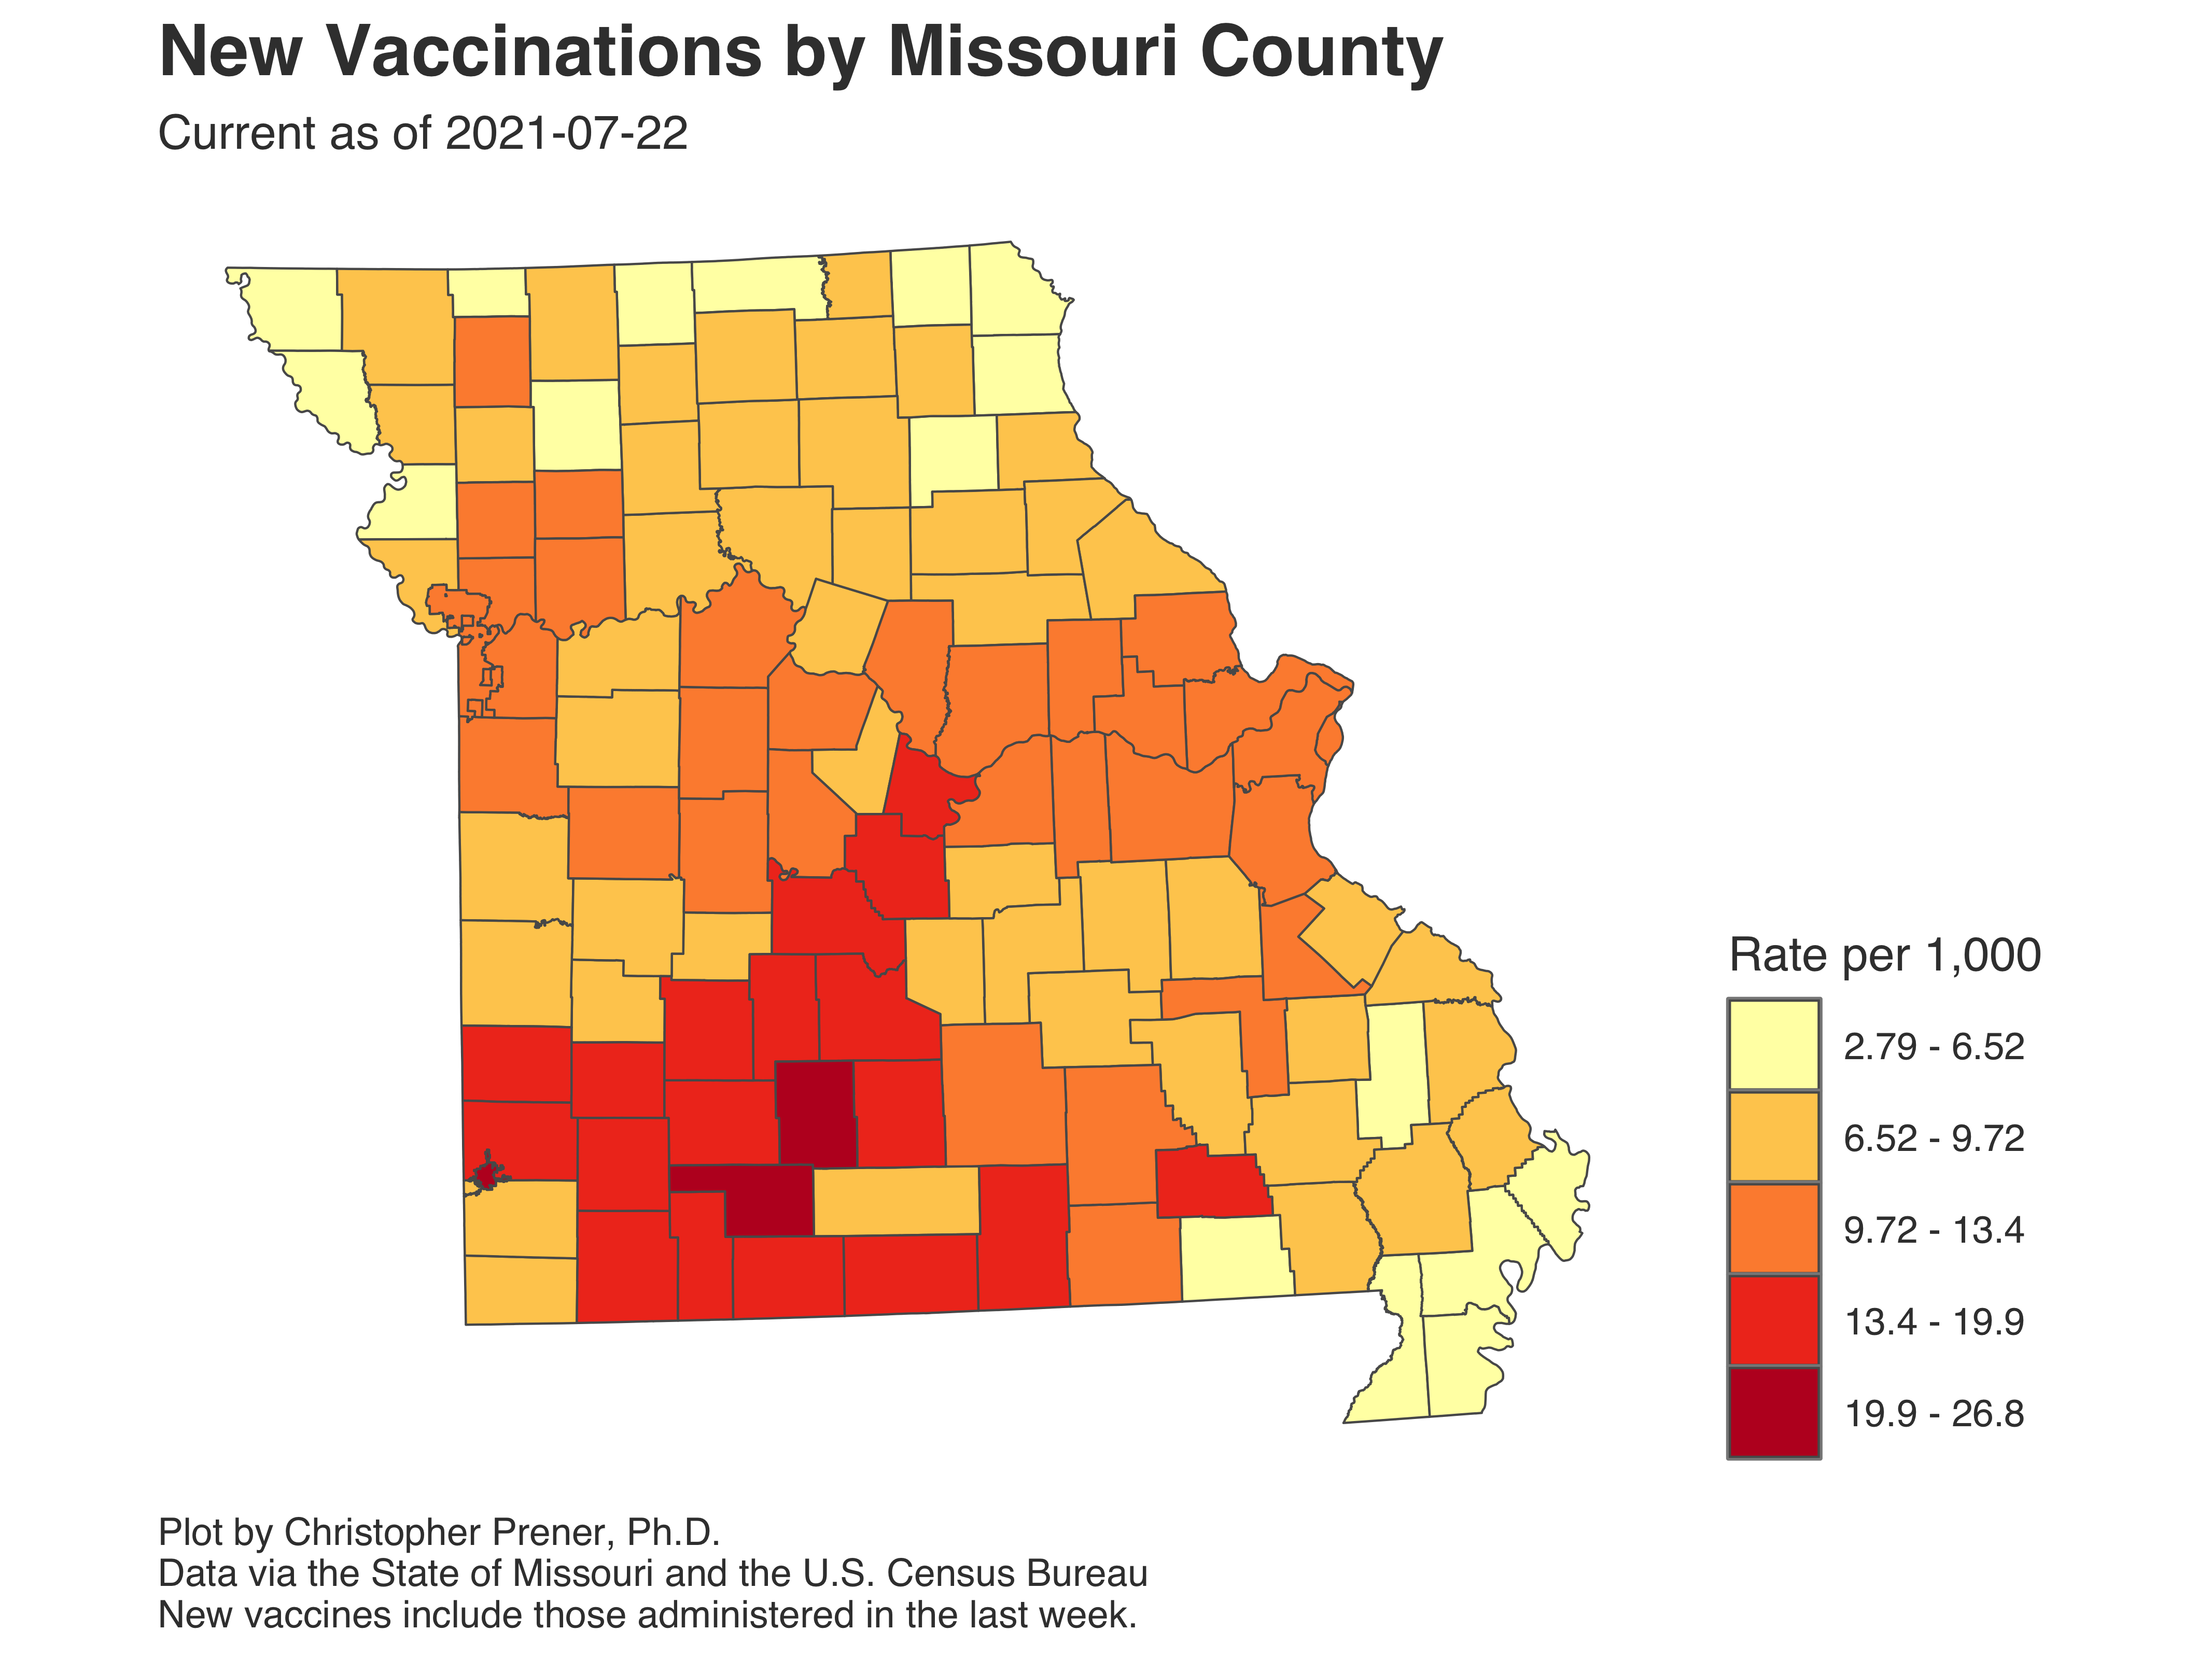 New Vaccinations by Missouri County
Current as of 2021-07-22
Rate per 1,000
2.79 - 6.52
6.52 - 9.72
9.72 - 13.4
13.4 - 19.9
19.9 - 26.8
Plot by Christopher Prener, Ph.D.
Data via the State of Missouri and the U.S. Census Bureau
New vaccines include those administered in the last week.